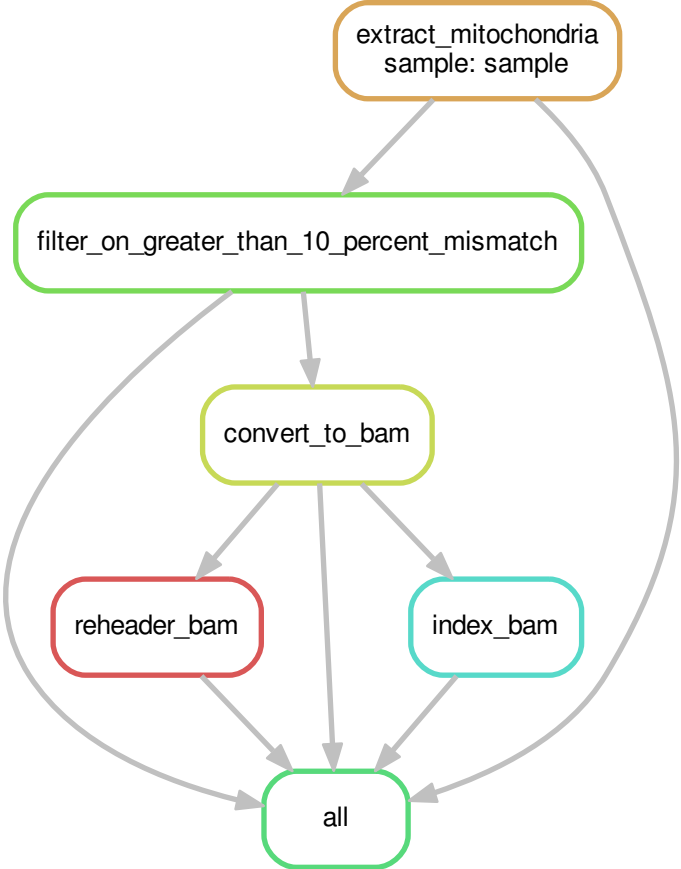 extract_mitochondria
sample: sample
filter_on_greater_than_10_percent_mismatch
convert_to_bam
reheader_bam
index_bam
all